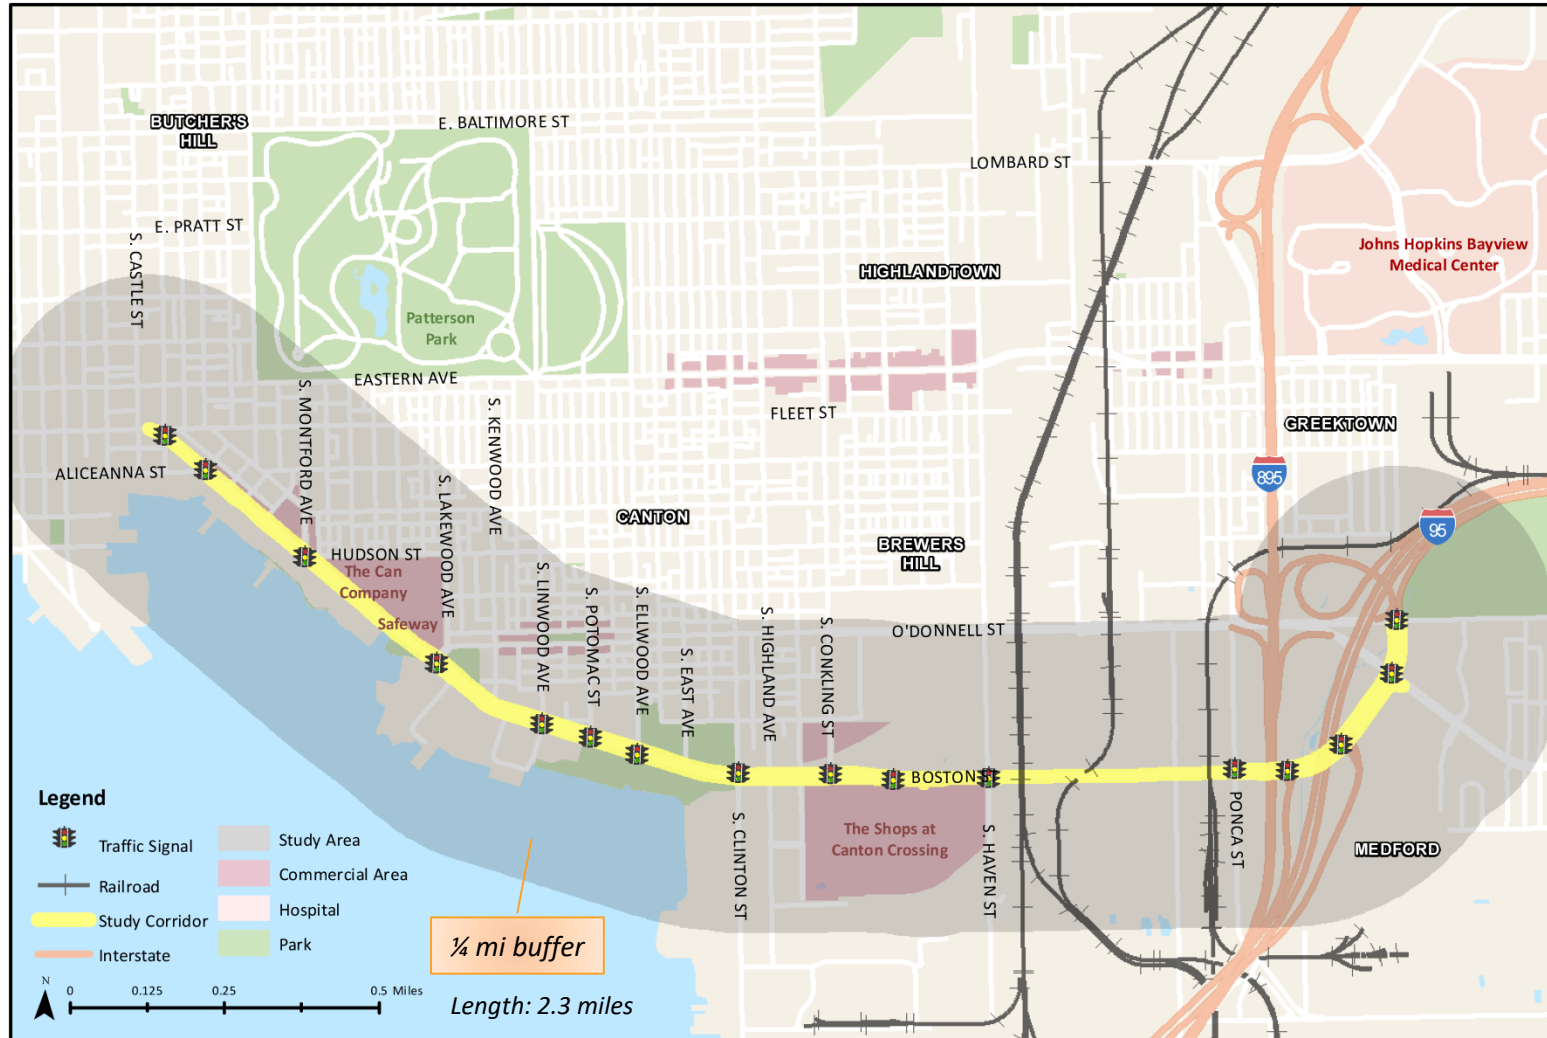 BUTCHER'S
HILL
E. BALTIMORE ST
LOMBARD ST
E. PRATT ST
S. CASTLE ST
Johns Hopkins Bayview
Medical Center
HIGHLANDTOWN
Patterson
Park
EASTERN AVE
S. MONTFORD AVE
S. KENWOOD AVE
FLEET ST
GREEKTOWN
ALICEANNA ST
895
S. LAKEWOOD AVE
CANTON
95
BREWERS
HILL
HUDSON ST
The Can
Company
Safeway
S. LINWOOD AVE
S. POTOMAC ST
S. ELLWOOD AVE
S. EAST AVE
S. HIGHLAND AVE
S. CONKLING ST
O'DONNELL ST
BOSTON S
S. CLINTON ST
The Shops at
Canton Crossing
S. HAVEN ST
PONCA ST
MEDFORD
Legend
Traffic Signal
Railroad
Study Corridor
Interstate
Study Area
Commercial Area
Hospital
Park
¼ mi buffer
Length: 2.3 miles
N
0 0.125 0.25 0.5 Miles